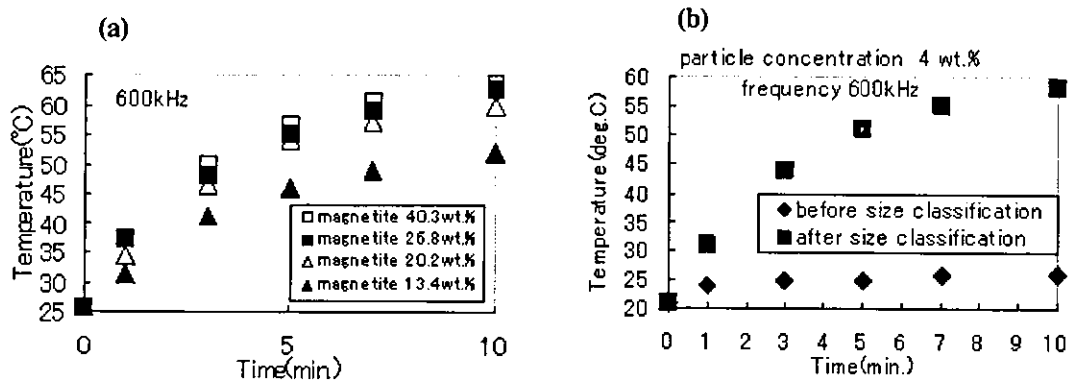 (a)
65
60
55
50
45
40
35
30
25
Temperature(°C)
600kHz
□ magnetite 40.3wt.%
■ magnetite 26.8wt.%
△ magnetite 20.2wt.%
▲ magnetite 13.4wt.%
0 5 10
Time(min.)
(b)
particle concentration 4 wt.%
frequency 600kHz
60
55
50
45
40
35
30
25
20
Temperature(deg.C)
◆ before size classification
■ after size classification
0 1 2 3 4 5 6 7 8 9 10
Time(min.)